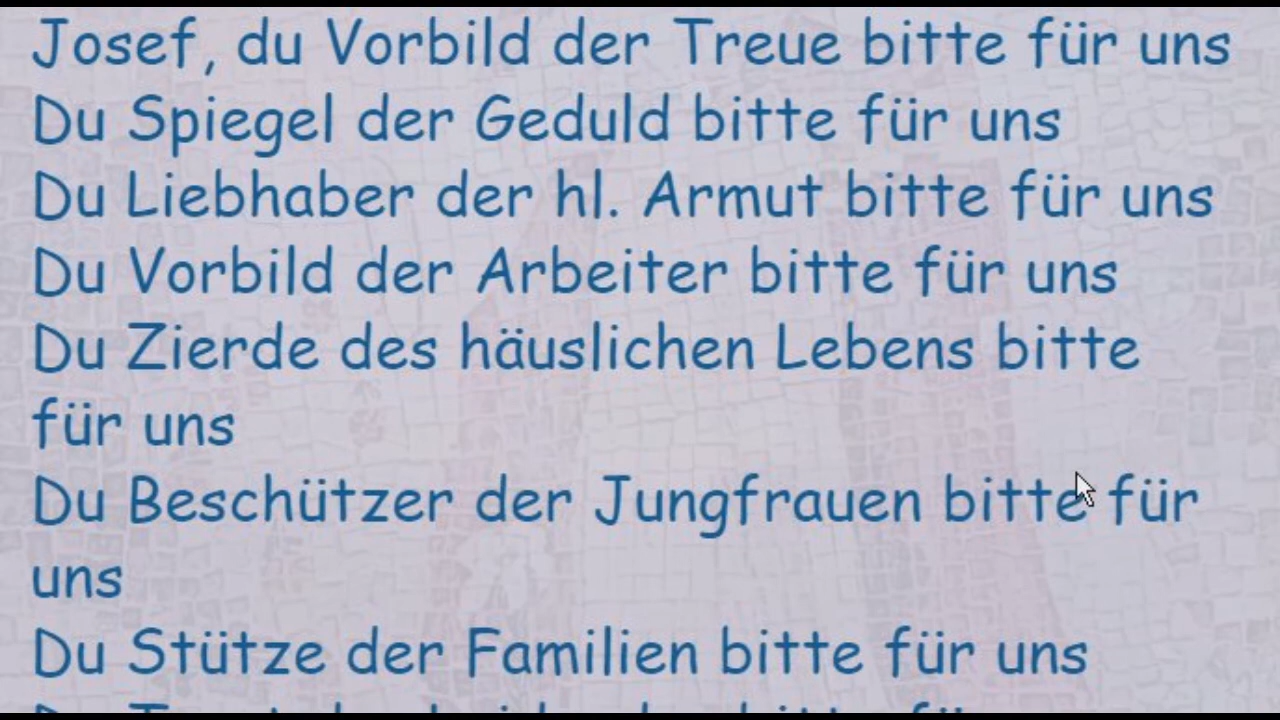 Josef, du Vorbild der Treue bitte für uns
Du Spiegel der Geduld bitte für uns
Du Liebhaber der hl. Armut bitte für uns
Du Vorbild der Arbeiter bitte für uns
Du Zierde des häuslichen Lebens bitte
für uns
Du Beschützer der Jungfrauen bitte für
uns
Du Stütze der Familien bitte für uns